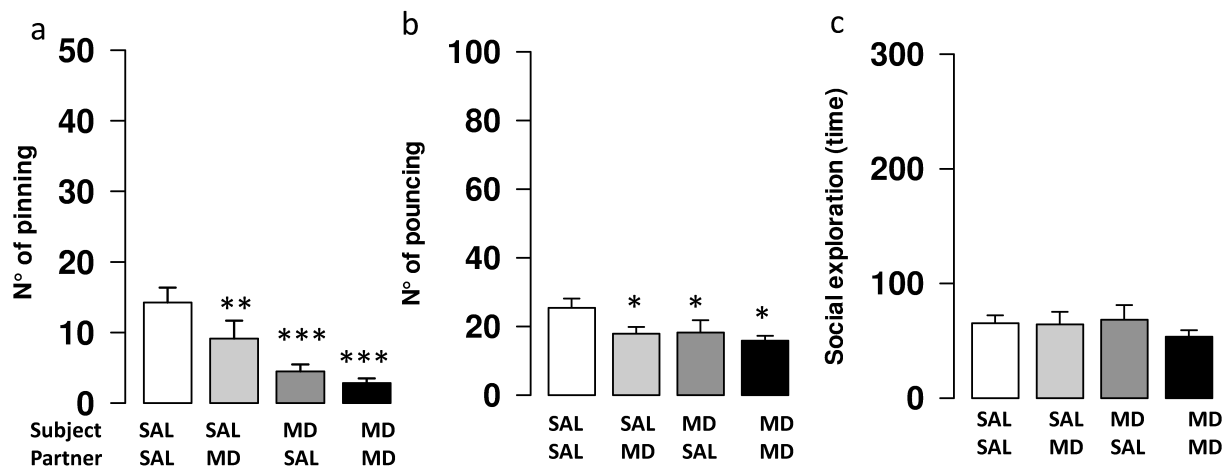 a
N° of pinning
50
40
30
20
10
0
**
***
***
Subject SAL SAL MD MD
Partner SAL MD SAL MD
b
N° of pouncing
100
80
60
40
20
0
*
*
*
SAL SAL MD MD
SAL MD SAL MD
c
Social exploration (time)
300
200
100
0
SAL SAL MD MD
SAL MD SAL MD